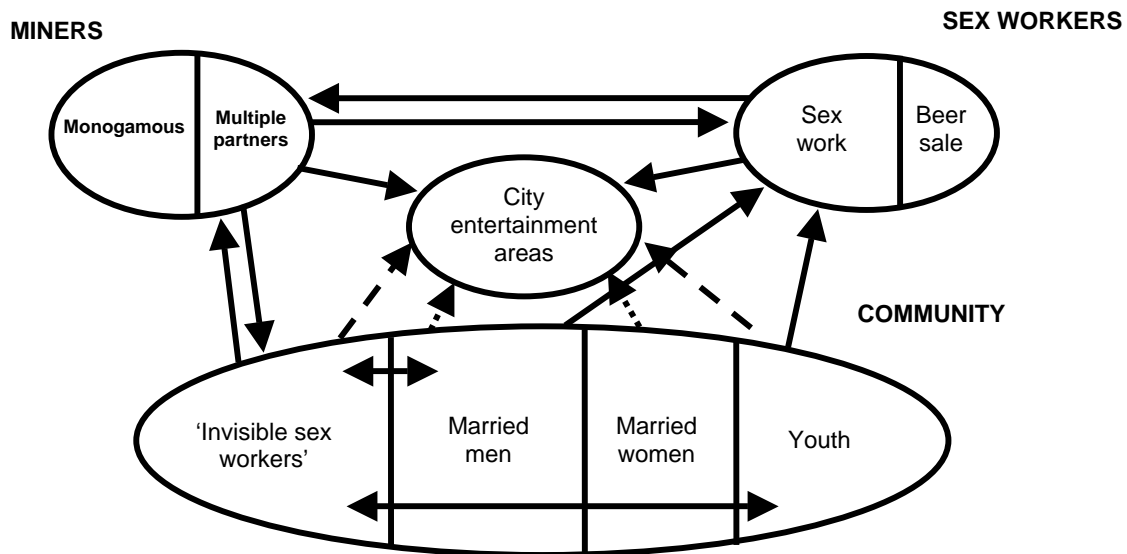 MINERS
SEX WORKERS
Monogamous
Multiple
partners
Sex
work
Beer
sale
City
entertainment
areas
COMMUNITY
‘Invisible sex
workers’
Married
men
Married
women
Youth